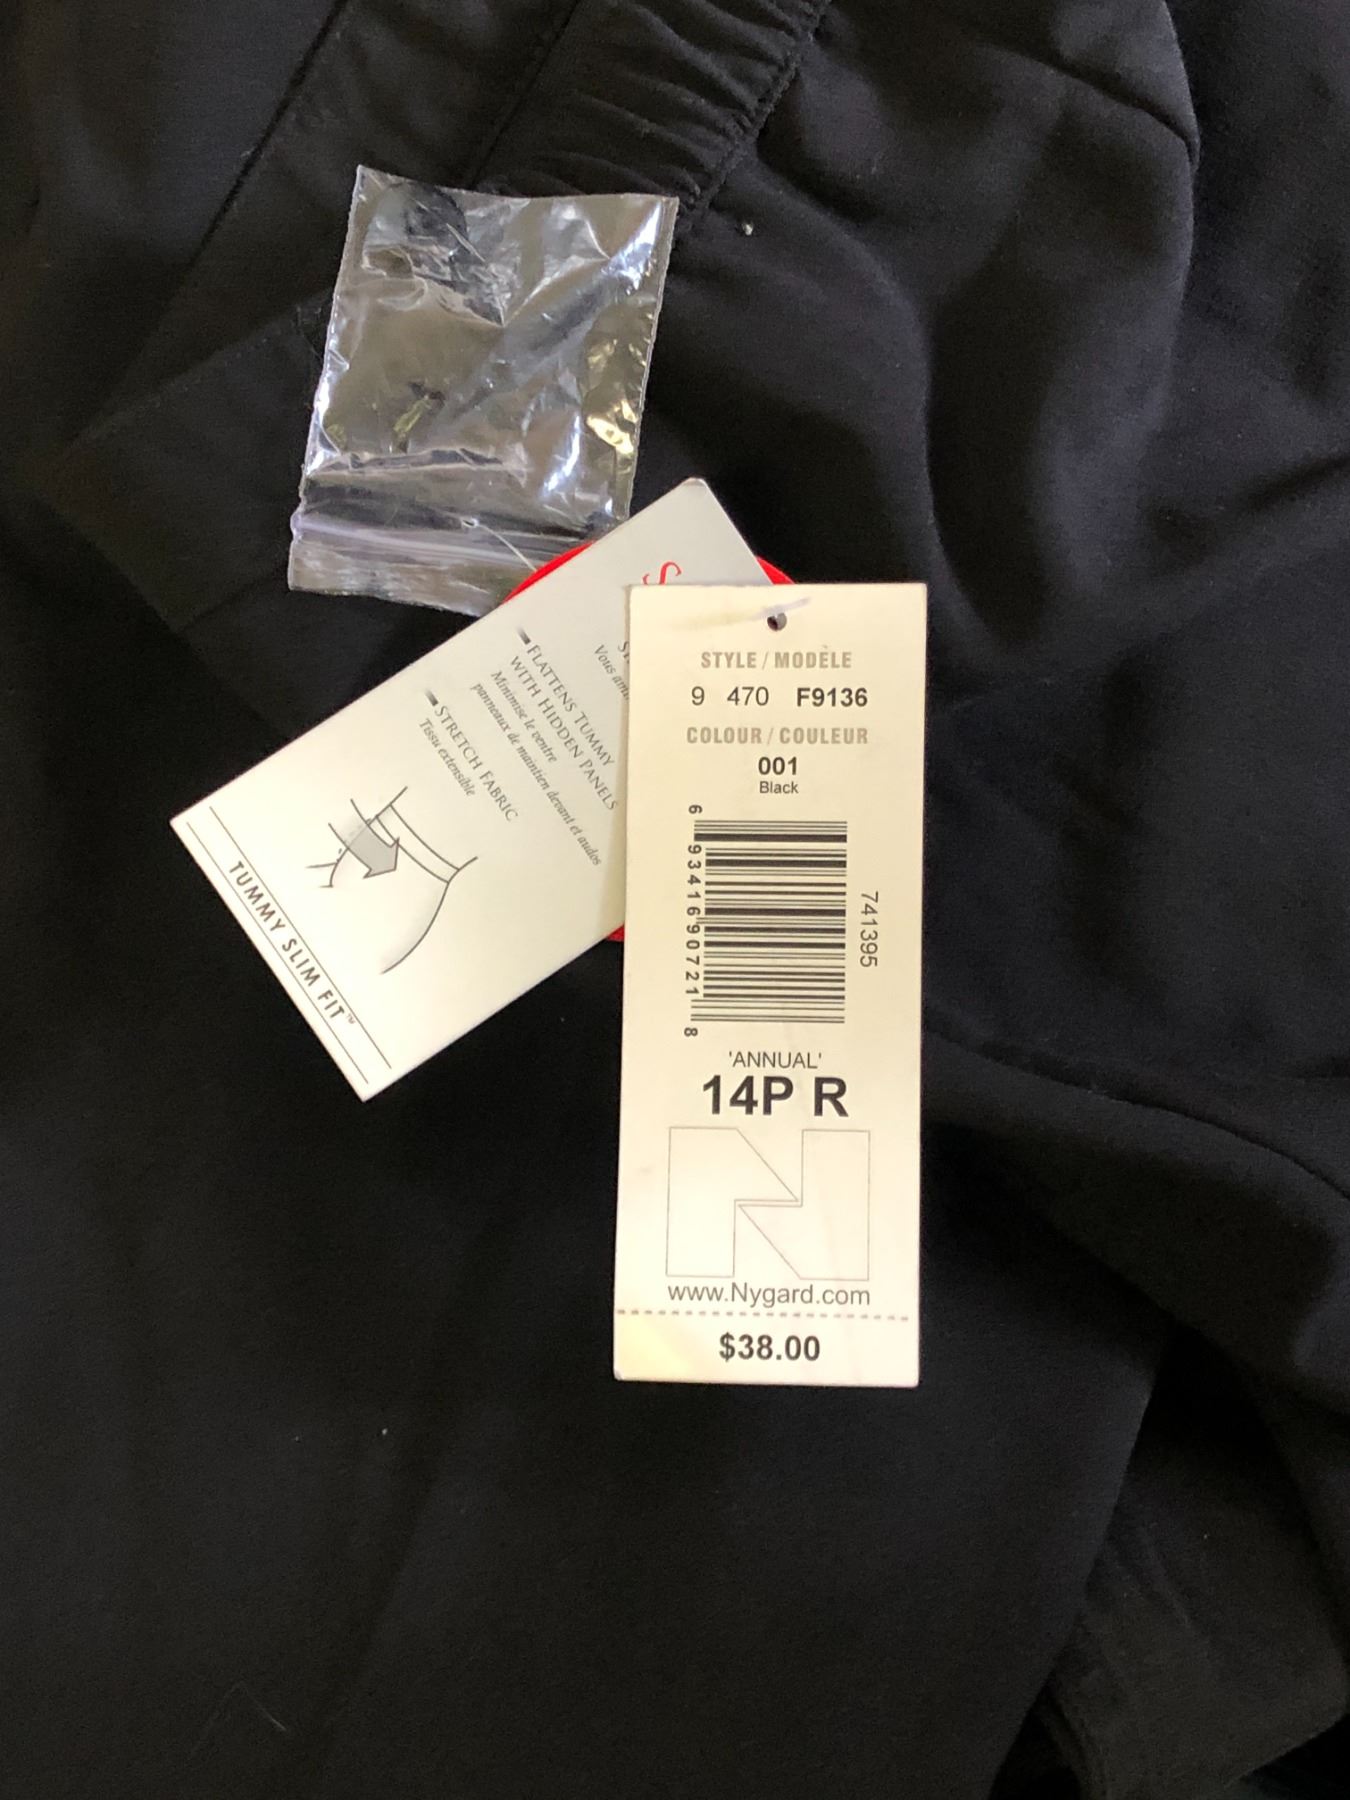 STYLE / MODÈLE
9 470 F9136
COLOUR / COULEUR
001
Black
6 93416 90721 8
741395
'ANNUAL'
14P R
www.Nygard.com
$38.00
S
Vous
FLATTENS TUMMY
WITH HIDDEN PANELS
Minimise le ventre
panneaux de maintien devant et audos
STRETCH FABRIC
Tissu extensible
TUMMY SLIM FIT™